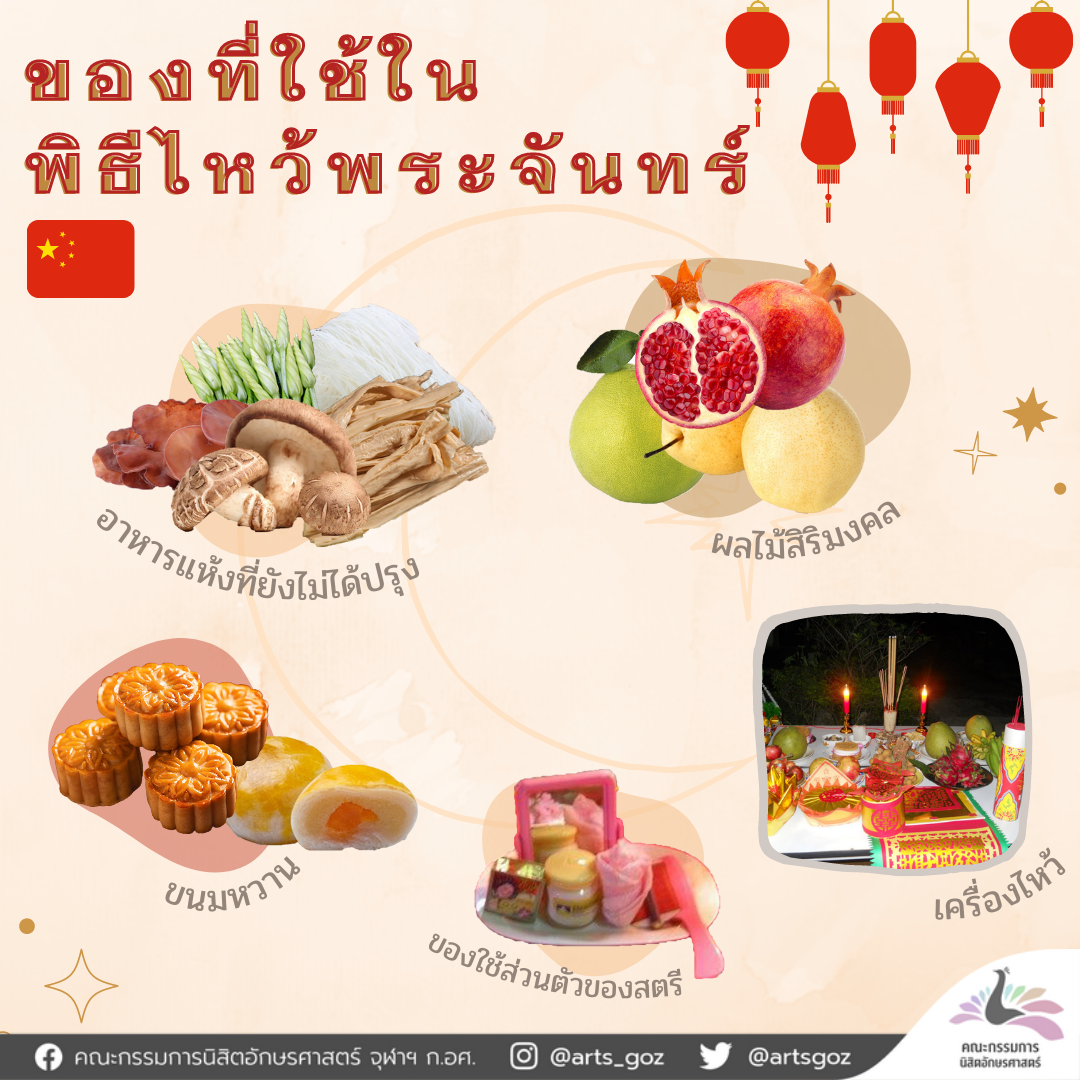 ของที่ใช้ใน
พิธีไหว้พระจันทร์
อาหารแห้งที่ยังไม่ได้ปรุง
ผลไม้สิริมงคล
ขนมหวาน
ของใช้ส่วนตัวของสตรี
เครื่องไหว้
คณะกรรมการนิสิตอักษรศาสตร์ จุฬาฯ ก.อศ.
@arts_goz
@artsgoz
คณะกรรมการ
นิสิตอักษรศาสตร์